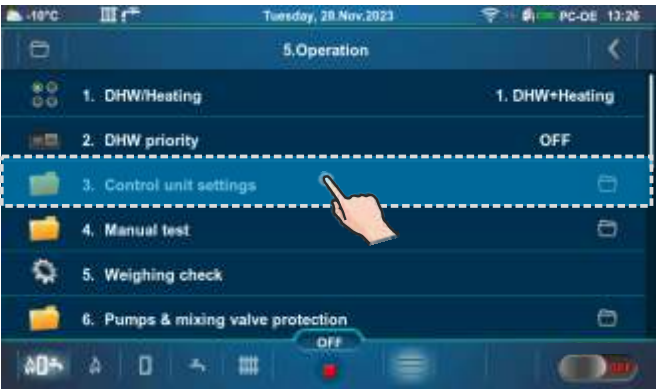 -10°C Tuesday, 28.Nov.2023 PC-OE 13:26
5.Operation
1. DHW/Heating 1. DHW+Heating
2. DHW priority OFF
3. Control unit settings
4. Manual test
5. Weighing check
6. Pumps & mixing valve protection
OFF
OFF